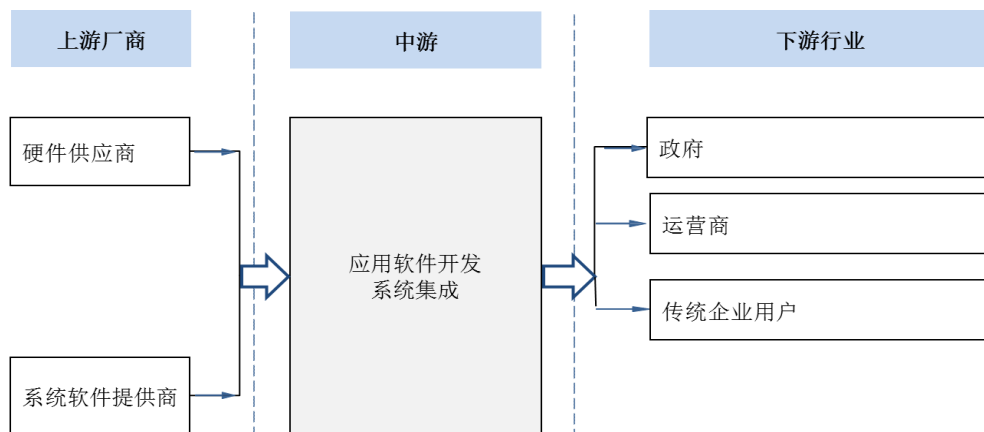 上游厂商
中游
下游行业
硬件供应商
系统软件提供商
应用软件开发
系统集成
政府
运营商
传统企业用户